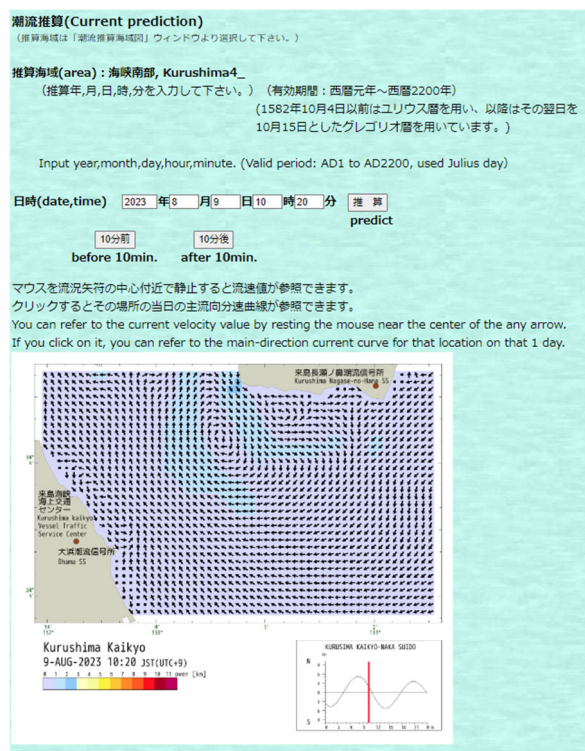 潮流推算(Current prediction)
（推算海域は「潮流推算海域図」ウィンドウより選択して下さい。）
推算海域(area)：海峡南部, Kurushima4_
（推算年,月,日,時,分を入力して下さい。）（有効期間：西暦元年～西暦2200年）
(1582年10月4日以前はユリウス暦を用い、以降はその翌日を
10月15日としたグレゴリオ暦を用いています。)
Input year,month,day,hour,minute. (Valid period: AD1 to AD2200, used Julius day)
日時(date,time) 2023 年 8 月 9 日 10 時 20 分 推 算
predict
10分前 10分後
before 10min. after 10min.
マウスを流況矢符の中心付近で静止すると流速値が参照できます。
クリックするとその場所の当日の主流向分速曲線が参照できます。
You can refer to the current velocity value by resting the mouse near the center of the any arrow.
If you click on it, you can refer to the main-direction current curve for that location on that 1 day.
来島長瀬ノ鼻潮流信号所
Kurushima Nagase-no-Hana SS
来島海峡
海上交通
センター
Kurushima kaikyo
Vessel Traffic
Service Center
大浜潮流信号所
Ohama SS
Kurushima Kaikyo
9-AUG-2023 10:20 JST(UTC+9)
0 1 2 3 4 5 6 7 8 9 10 11 over [kn]
KURUSIMA KAIKYO-NAKA SUIDO
N
S